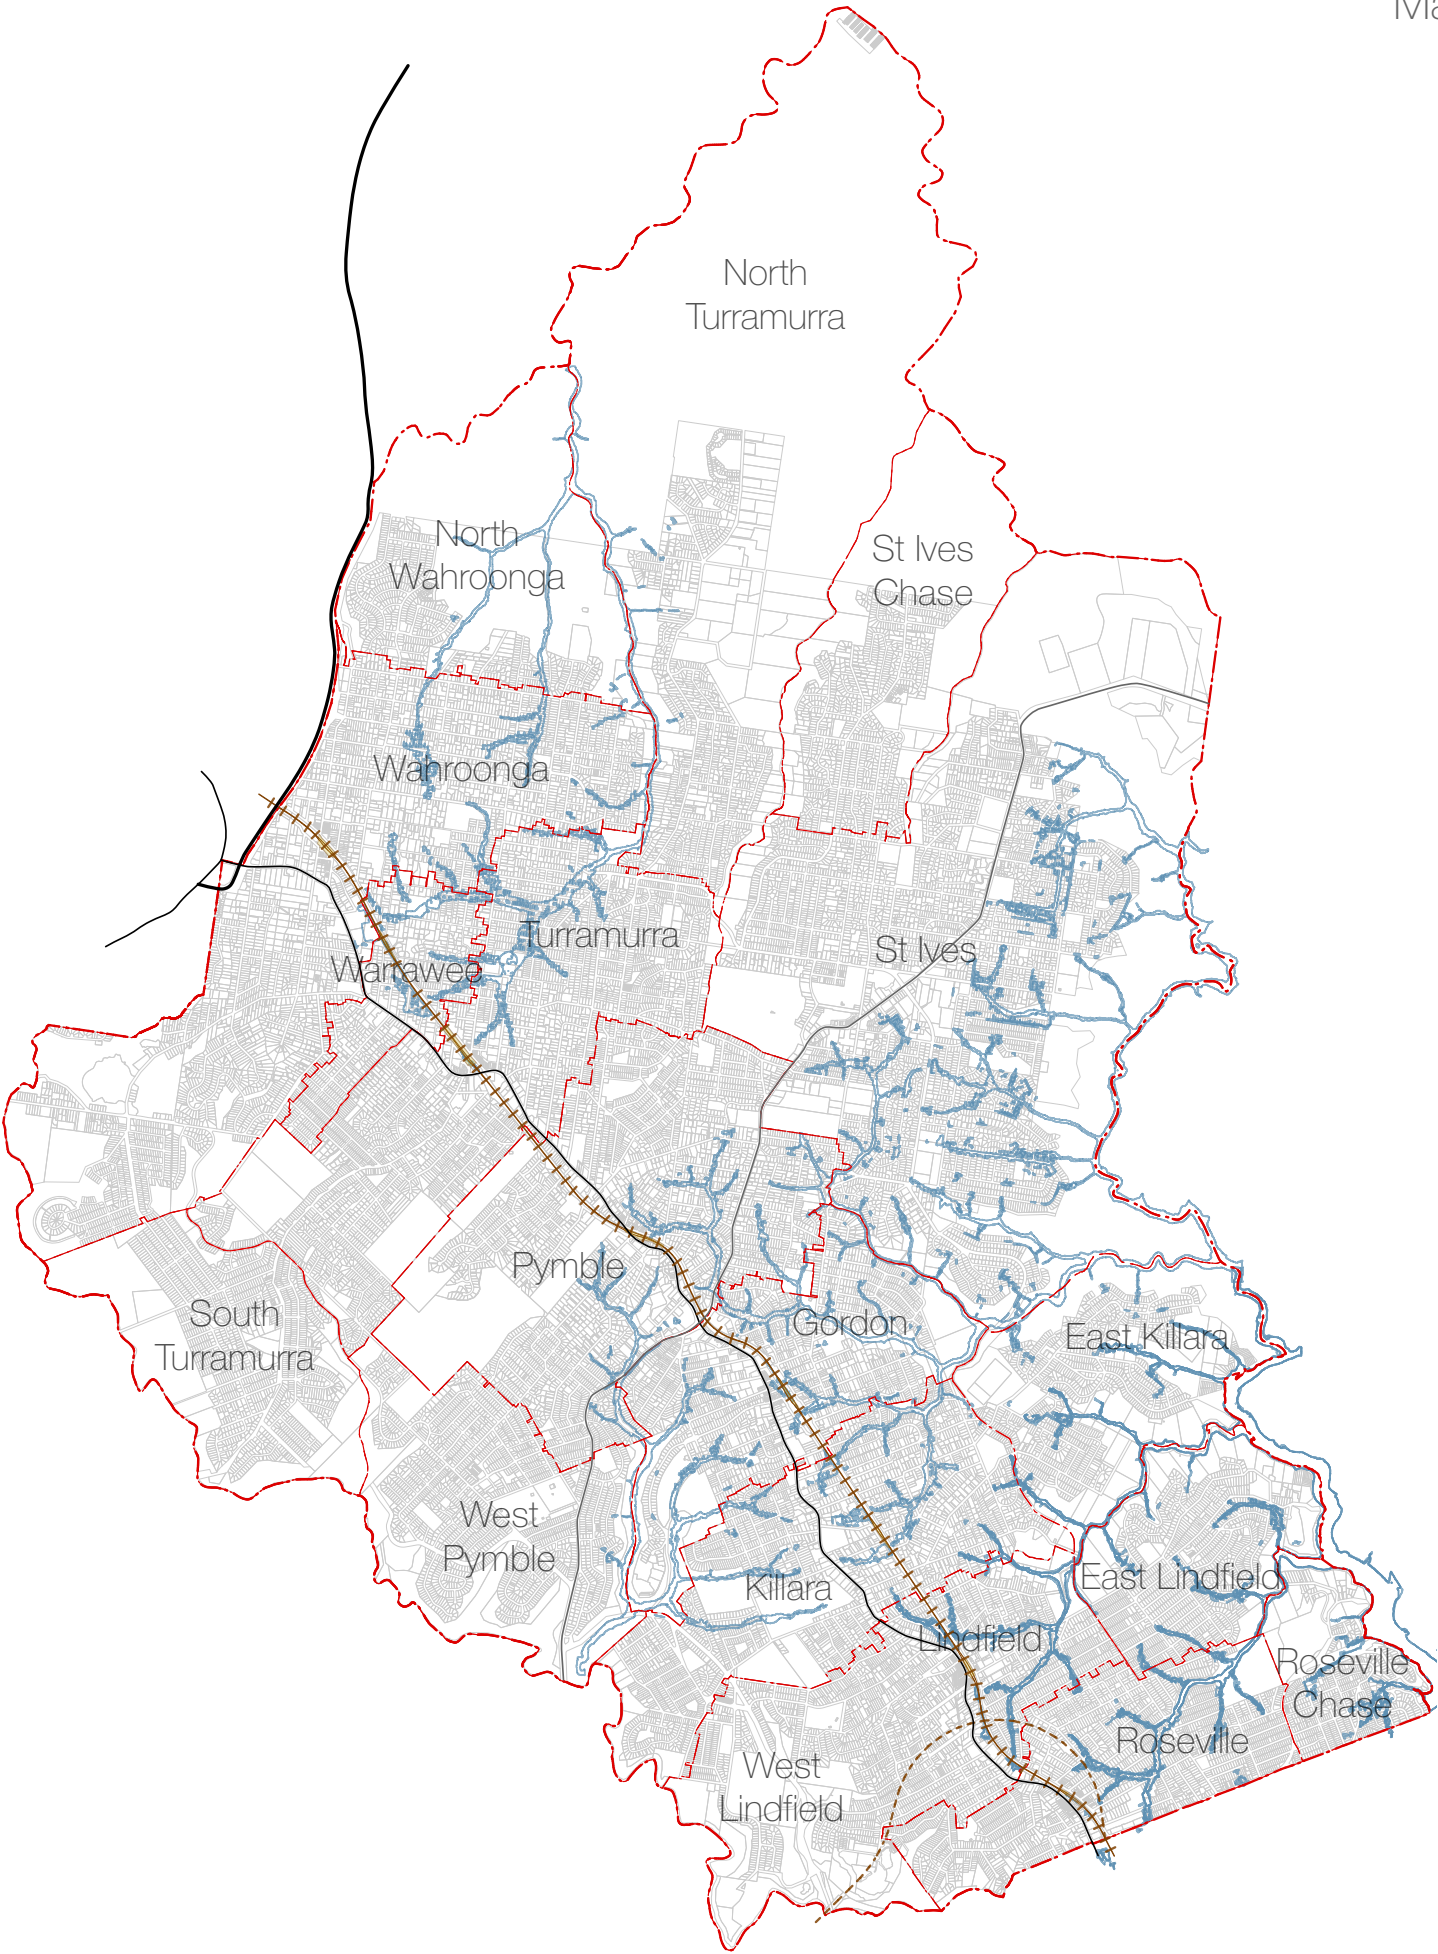 Ma
North
Turramurra
North
Wahroonga
St Ives
Chase
Wahroonga
Turramurra
St Ives
Warrawee
Pymble
South
Turramurra
Gordon
East Killara
West
Pymble
Killara
East Lindfield
Lindfield
Roseville
Chase
Roseville
West
Lindfield